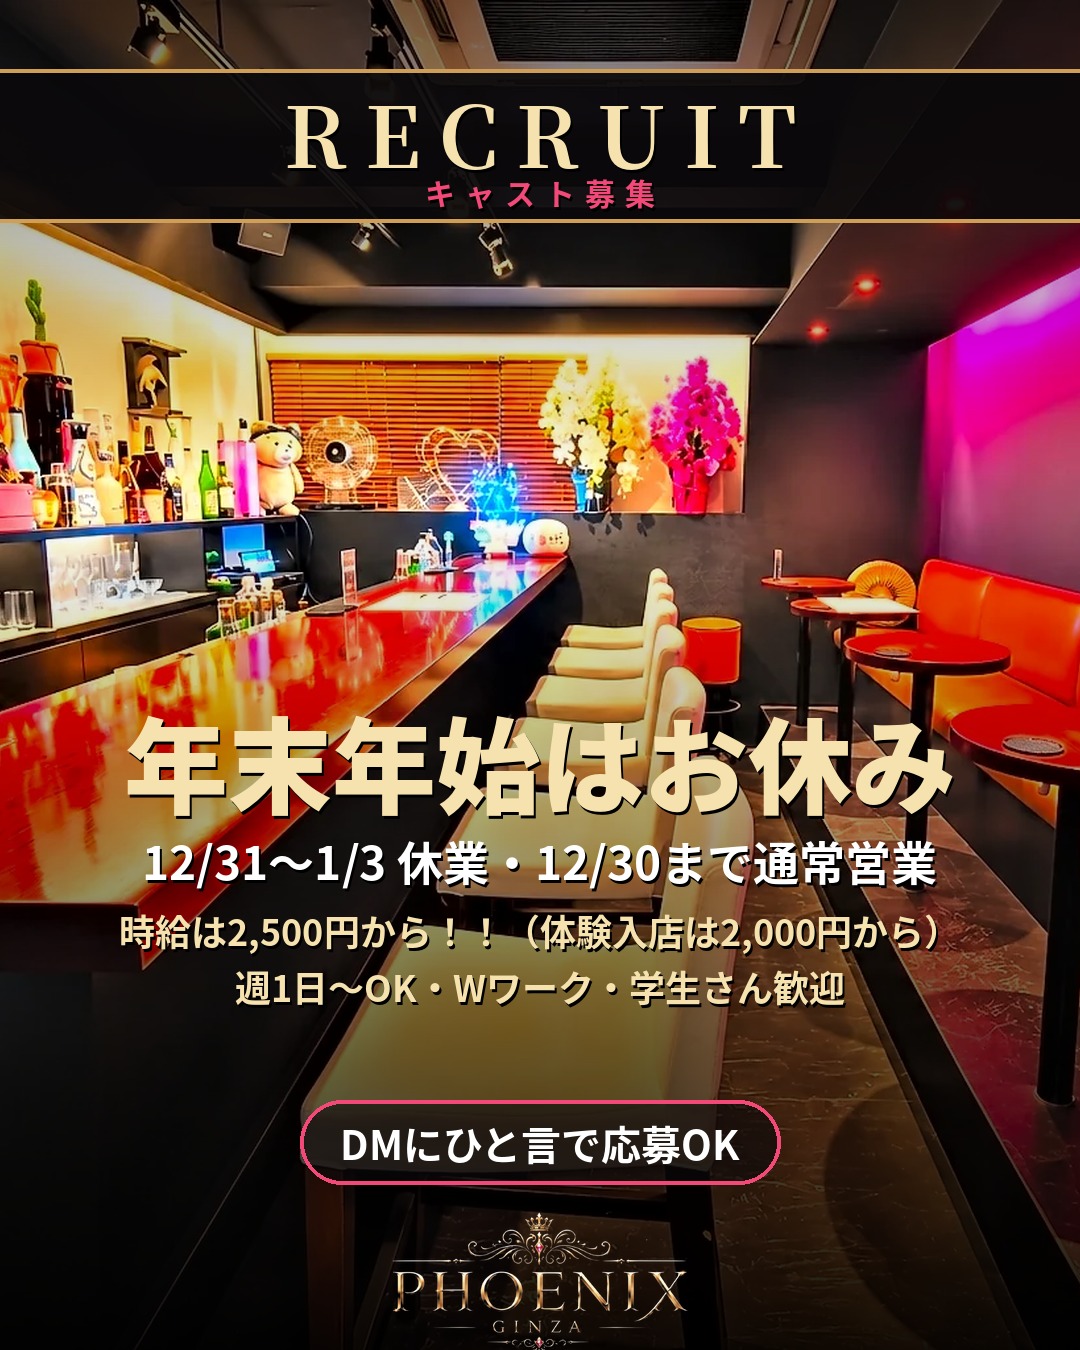 RECRUIT
キャスト募集
年末年始はお休み
12/31～1/3 休業・12/30まで通常営業
時給は2,500円から！！（体験入店は2,000円から）
週1日～OK・Wワーク・学生さん歓迎
DMにひと言で応募OK
PHOENIX
GINZA